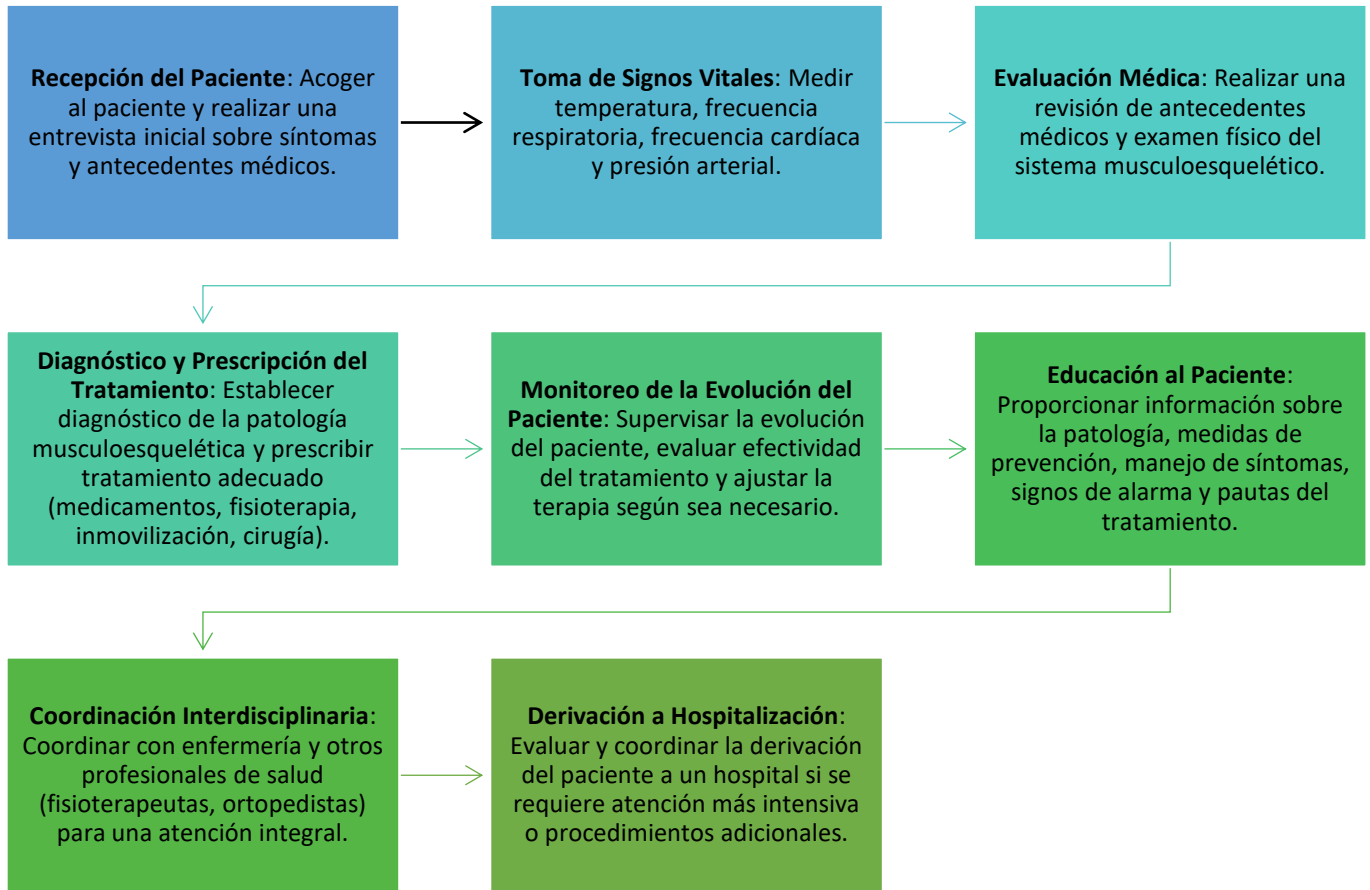 Recepción del Paciente: Acoger
al paciente y realizar una
entrevista inicial sobre síntomas
y antecedentes médicos.
Toma de Signos Vitales: Medir
temperatura, frecuencia
respiratoria, frecuencia cardíaca
y presión arterial.
Evaluación Médica: Realizar una
revisión de antecedentes
médicos y examen físico del
sistema musculoesquelético.
Diagnóstico y Prescripción del
Tratamiento: Establecer
diagnóstico de la patología
musculoesquelética y prescribir
tratamiento adecuado
(medicamentos, fisioterapia,
inmovilización, cirugía).
Monitoreo de la Evolución del
Paciente: Supervisar la evolución
del paciente, evaluar efectividad
del tratamiento y ajustar la
terapia según sea necesario.
Educación al Paciente:
Proporcionar información sobre
la patología, medidas de
prevención, manejo de síntomas,
signos de alarma y pautas del
tratamiento.
Coordinación Interdisciplinaria:
Coordinar con enfermería y otros
profesionales de salud
(fisioterapeutas, ortopedistas)
para una atención integral.
Derivación a Hospitalización:
Evaluar y coordinar la derivación
del paciente a un hospital si se
requiere atención más intensiva
o procedimientos adicionales.